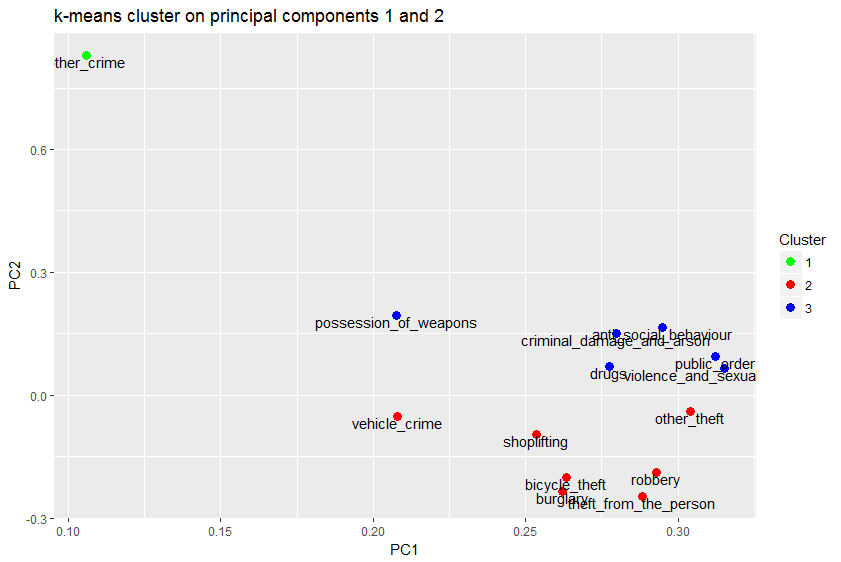 k-means cluster on principal components 1 and 2
ther_crime
0.6
0.3
0.0
-0.3
PC2
possession_of_weapons
anti_social_behaviour
criminal_damage_and_arson
public_order
drugs
violence_and_sexual
vehicle_crime
other_theft
shoplifting
robbery
bicycle_theft
burglary
theft_from_the_person
0.10
0.15
0.20
0.25
0.30
PC1
Cluster
1
2
3